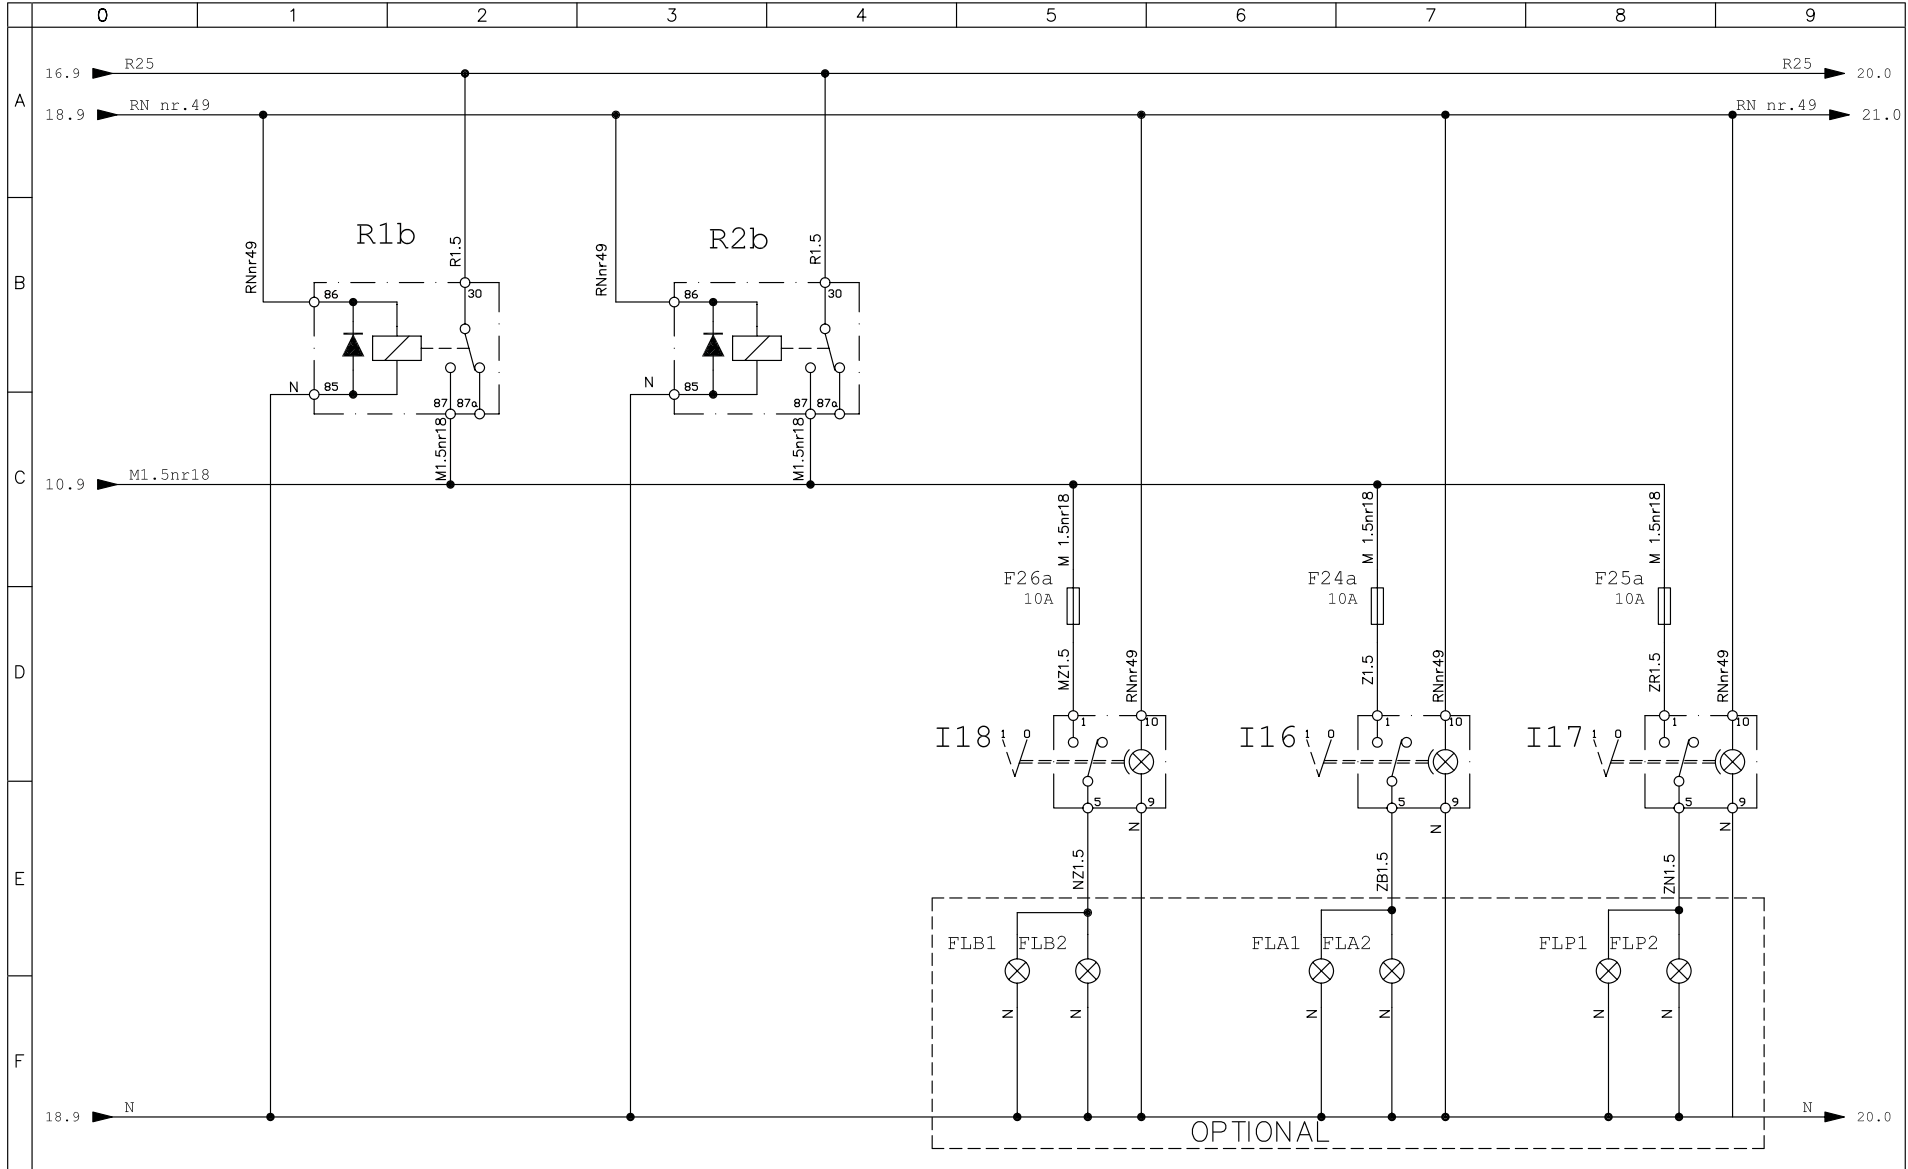 0 1 2 3 4 5 6 7 8 9
A
B
C
D
E
F
16.9 R25 R25 20.0
18.9 RN nr.49 RN nr.49 21.0
RNnr49
R1b
R1.5
86 30
N 85
87 87a
M1.5nr18
RNnr49
R2b
R1.5
86 30
N 85
87 87a
M1.5nr18
10.9 M1.5nr18
M 1.5nr18
F26a
10A
MZ1.5
RNnr49
I18 1 0
1 10
5 9
N
NZ1.5
FLB1 FLB2
N N
M 1.5nr18
F24a
10A
Z1.5
RNnr49
I16 1 0
1 10
5 9
N
ZB1.5
FLA1 FLA2
N N
M 1.5nr18
F25a
10A
ZR1.5
RNnr49
I17 1 0
1 10
5 9
N
ZN1.5
FLP1 FLP2
N N
18.9 N N 20.0
OPTIONAL